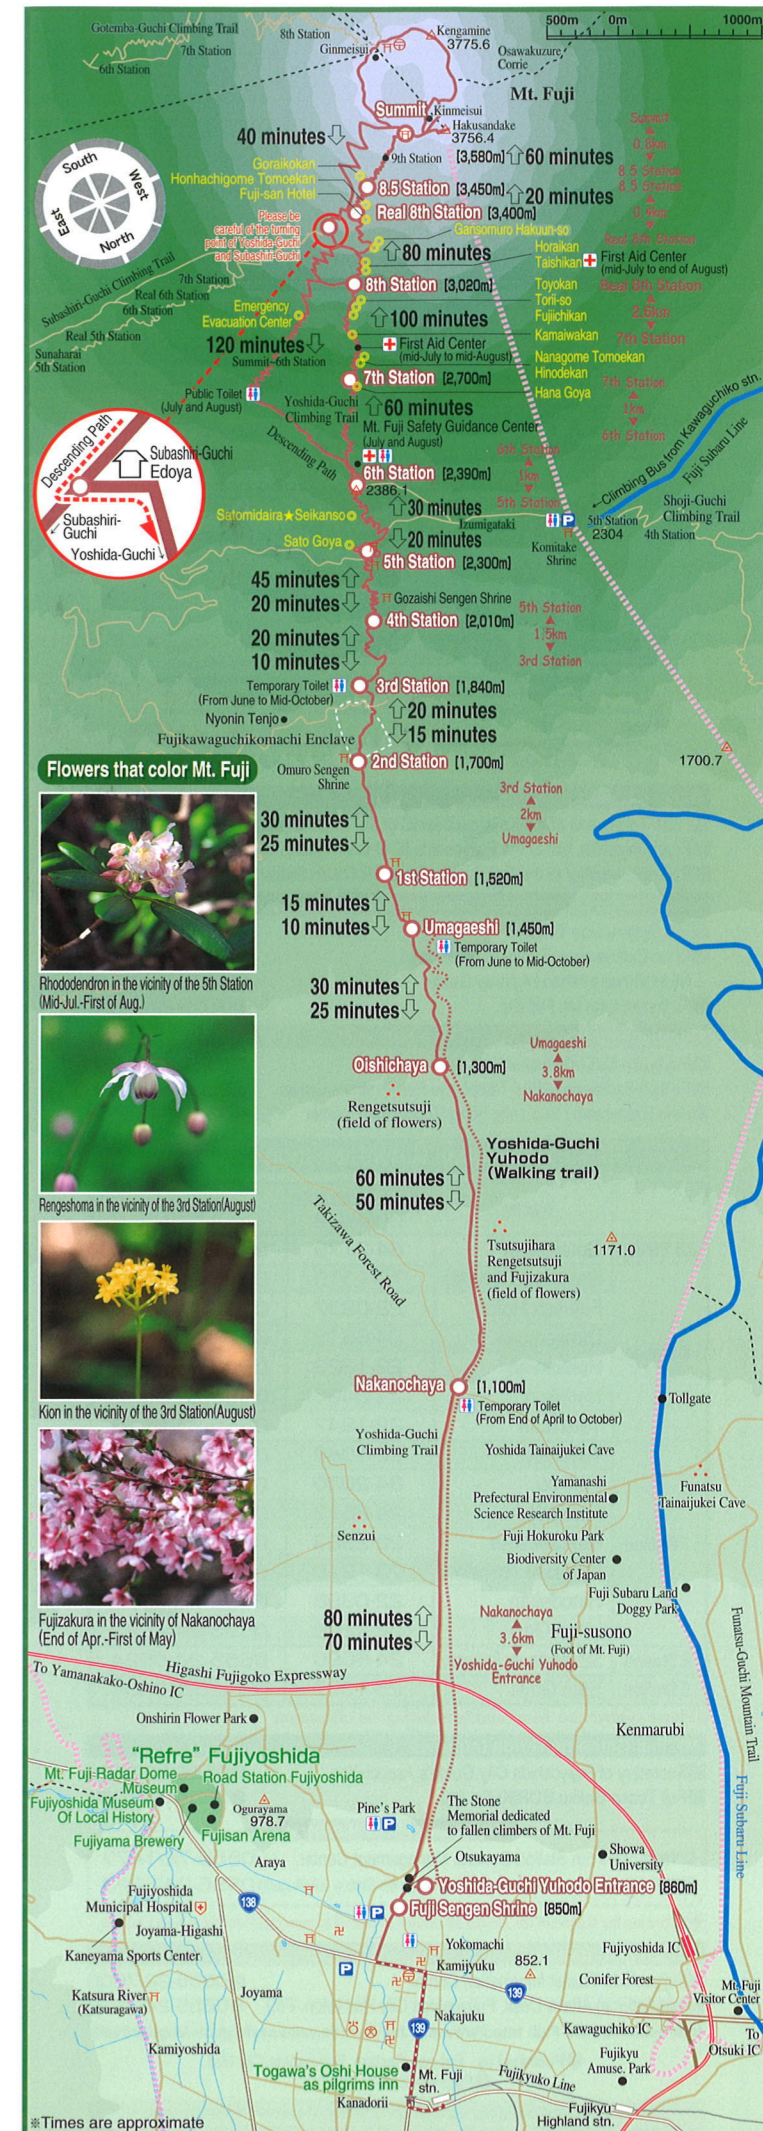 Gotemba-Guchi Climbing Trail
7th Station
6th Station
8th Station
Ginmeisui
Kengamine
3775.6
Osawakuzure
Corrie
500m 0m 1000m
Mt. Fuji
Summit
Kinmeisui
Hakusandake
3756.4
40 minutes
9th Station
[3,580m] 60 minutes
Summit
0.8km
8.5 Station
Goraikokan
Honhachigome Tomoekan
Fuji-san Hotel
8.5 Station [3,450m] 20 minutes
8.5 Station
0.4km
Real 8th Station
Real 8th Station [3,400m]
South
West
East
North
Please be
careful of the turning
point of Yoshida-Guchi
and Subashiri-Guchi
Gansomuro Hakuun-so
80 minutes
Horaikan
Taishikan
First Aid Center
(mid-July to end of August)
Subashiri-Guchi Climbing Trail
7th Station
Real 6th Station
6th Station
Real 5th Station
Sunaharai
5th Station
8th Station [3,020m]
Toyokan
Torii-so
Fujiichikan
Kamaiwakan
Real 8th Station
2.6km
7th Station
Emergency
Evacuation Center
100 minutes
120 minutes
Summit~6th Station
First Aid Center
(mid-July to mid-August)
Nanagome Tomoekan
Hinodekan
Hana Goya
7th Station [2,700m]
7th Station
1km
6th Station
Public Toilet
(July and August)
Yoshida-Guchi
Climbing Trail
60 minutes
Mt. Fuji Safety Guidance Center
(July and August)
Descending Path
6th Station [2,390m]
2386.1
6th Station
1km
5th Station
Climbing Bus from Kawaguchiko stn.
Fuji Subaru Line
Descending Path
Subashiri-Guchi
Edoya
Subashiri-
Guchi
Yoshida-Guchi
30 minutes
Satomidaira★Seikanso
Izumigataki
5th Station
2304
Shoji-Guchi
Climbing Trail
4th Station
Sato Goya
20 minutes
Komitake
Shrine
5th Station [2,300m]
45 minutes
20 minutes
Gozaishi Sengen Shrine
4th Station [2,010m]
5th Station
1.5km
3rd Station
20 minutes
10 minutes
Temporary Toilet
(From June to Mid-October)
3rd Station [1,840m]
Nyonin Tenjo
20 minutes
15 minutes
Fujikawaguchikomachi Enclave
2nd Station [1,700m]
Omuro Sengen
Shrine
1700.7
Flowers that color Mt. Fuji
3rd Station
2km
Umagaeshi
30 minutes
25 minutes
1st Station [1,520m]
15 minutes
10 minutes
Umagaeshi [1,450m]
Temporary Toilet
(From June to Mid-October)
Rhododendron in the vicinity of the 5th Station
(Mid-Jul.-First of Aug.)
30 minutes
25 minutes
Oishichaya [1,300m]
Umagaeshi
3.8km
Nakanochaya
Rengetsutsuji
(field of flowers)
Yoshida-Guchi
Yuhodo
(Walking trail)
60 minutes
50 minutes
Rengeshoma in the vicinity of the 3rd Station(August)
Takizawa Forest Road
Tsutsujihara
Rengetsutsuji
and Fujizakura
(field of flowers)
1171.0
Nakanochaya [1,100m]
Temporary Toilet
(From End of April to October)
Tollgate
Kion in the vicinity of the 3rd Station(August)
Yoshida-Guchi
Climbing Trail
Yoshida Tainaijukei Cave
Yamanashi
Prefectural Environmental
Science Research Institute
Funatsu
Tainaijukei Cave
Senzui
Fuji Hokuroku Park
Biodiversity Center
of Japan
Fuji Subaru Land
Doggy Park
Fujizakura in the vicinity of Nakanochaya
(End of Apr.-First of May)
80 minutes
70 minutes
Nakanochaya
3.6km
Yoshida-Guchi Yuhodo
Entrance
Fuji-susono
(Foot of Mt. Fuji)
Funatsu-Guchi Mountain Trail
To Yamanakako-Oshino IC
Higashi Fujigoko Expressway
Onshirin Flower Park
Kenmarubi
"Refre" Fujiyoshida
Mt. Fuji Radar Dome
Museum
Road Station Fujiyoshida
Fujiyoshida Museum
Of Local History
Fujiyama Brewery
Fujisan Arena
Ogurayama
978.7
Pine's Park
The Stone
Memorial dedicated
to fallen climbers of Mt. Fuji
Fuji Subaru Line
Araya
Otsukayama
Showa
University
Yoshida-Guchi Yuhodo Entrance [860m]
Fuji Sengen Shrine [850m]
Fujiyoshida
Municipal Hospital
138
Joyama-Higashi
Kaneyama Sports Center
Yokomachi
Kamijyuku
852.1
Fujiyoshida IC
Conifer Forest
Mt. Fuji
Visitor Center
Katsura River
(Katsuragawa)
Joyama
139
Nakajuku
139
Kawaguchiko IC
To
Otsuki IC
Kamiyoshida
Togawa's Oshi House
as pilgrims inn
Mt. Fuji
stn.
Fujikyuko Line
Fujikyu
Amuse. Park
Kanadorii
Fujikyu
Highland stn.
※Times are approximate